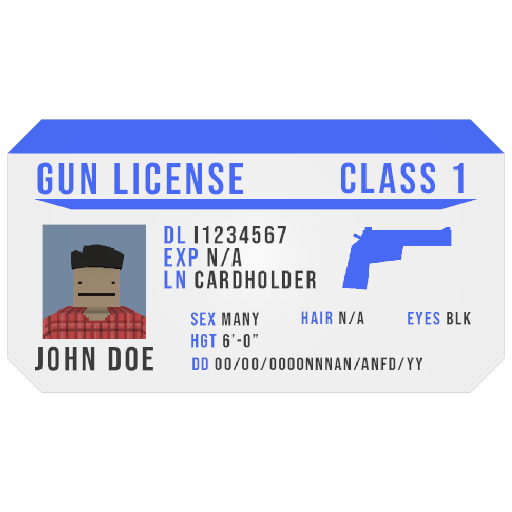 GUN LICENSE CLASS 1
DL I1234567
EXP N/A
LN CARDHOLDER
SEX MANY HAIR N/A EYES BLK
HGT 6'-0"
DD 00/00/0000NNNAN/ANFD/YY
JOHN DOE